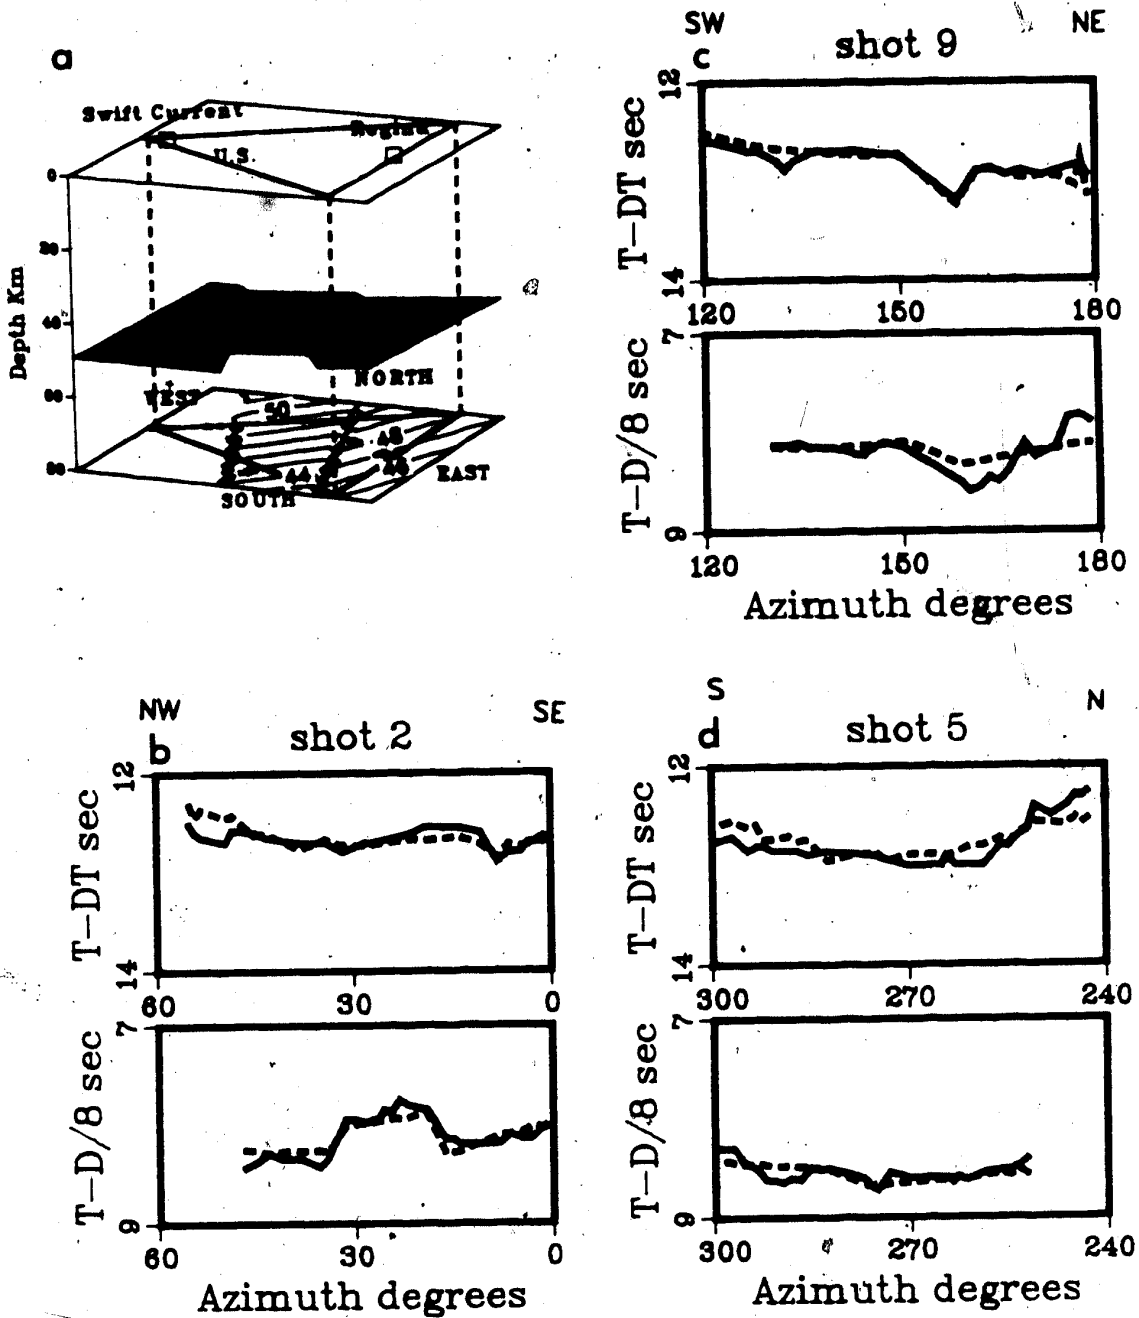 a
Swift Current
Regina
U.S.
0
20
40
60
80
Depth Km
NORTH
WEST
50
48
46
44
EAST
SOUTH
SW
NE
c
shot 9
12
14
T-DT sec
120
150
180
7
9
T-D/8 sec
120
150
180
Azimuth degrees
NW
SE
b
shot 2
12
14
T-DT sec
60
30
0
7
9
T-D/8 sec
60
30
0
Azimuth degrees
S
N
d
shot 5
12
14
T-DT sec
300
270
240
7
9
T-D/8 sec
300
270
240
Azimuth degrees